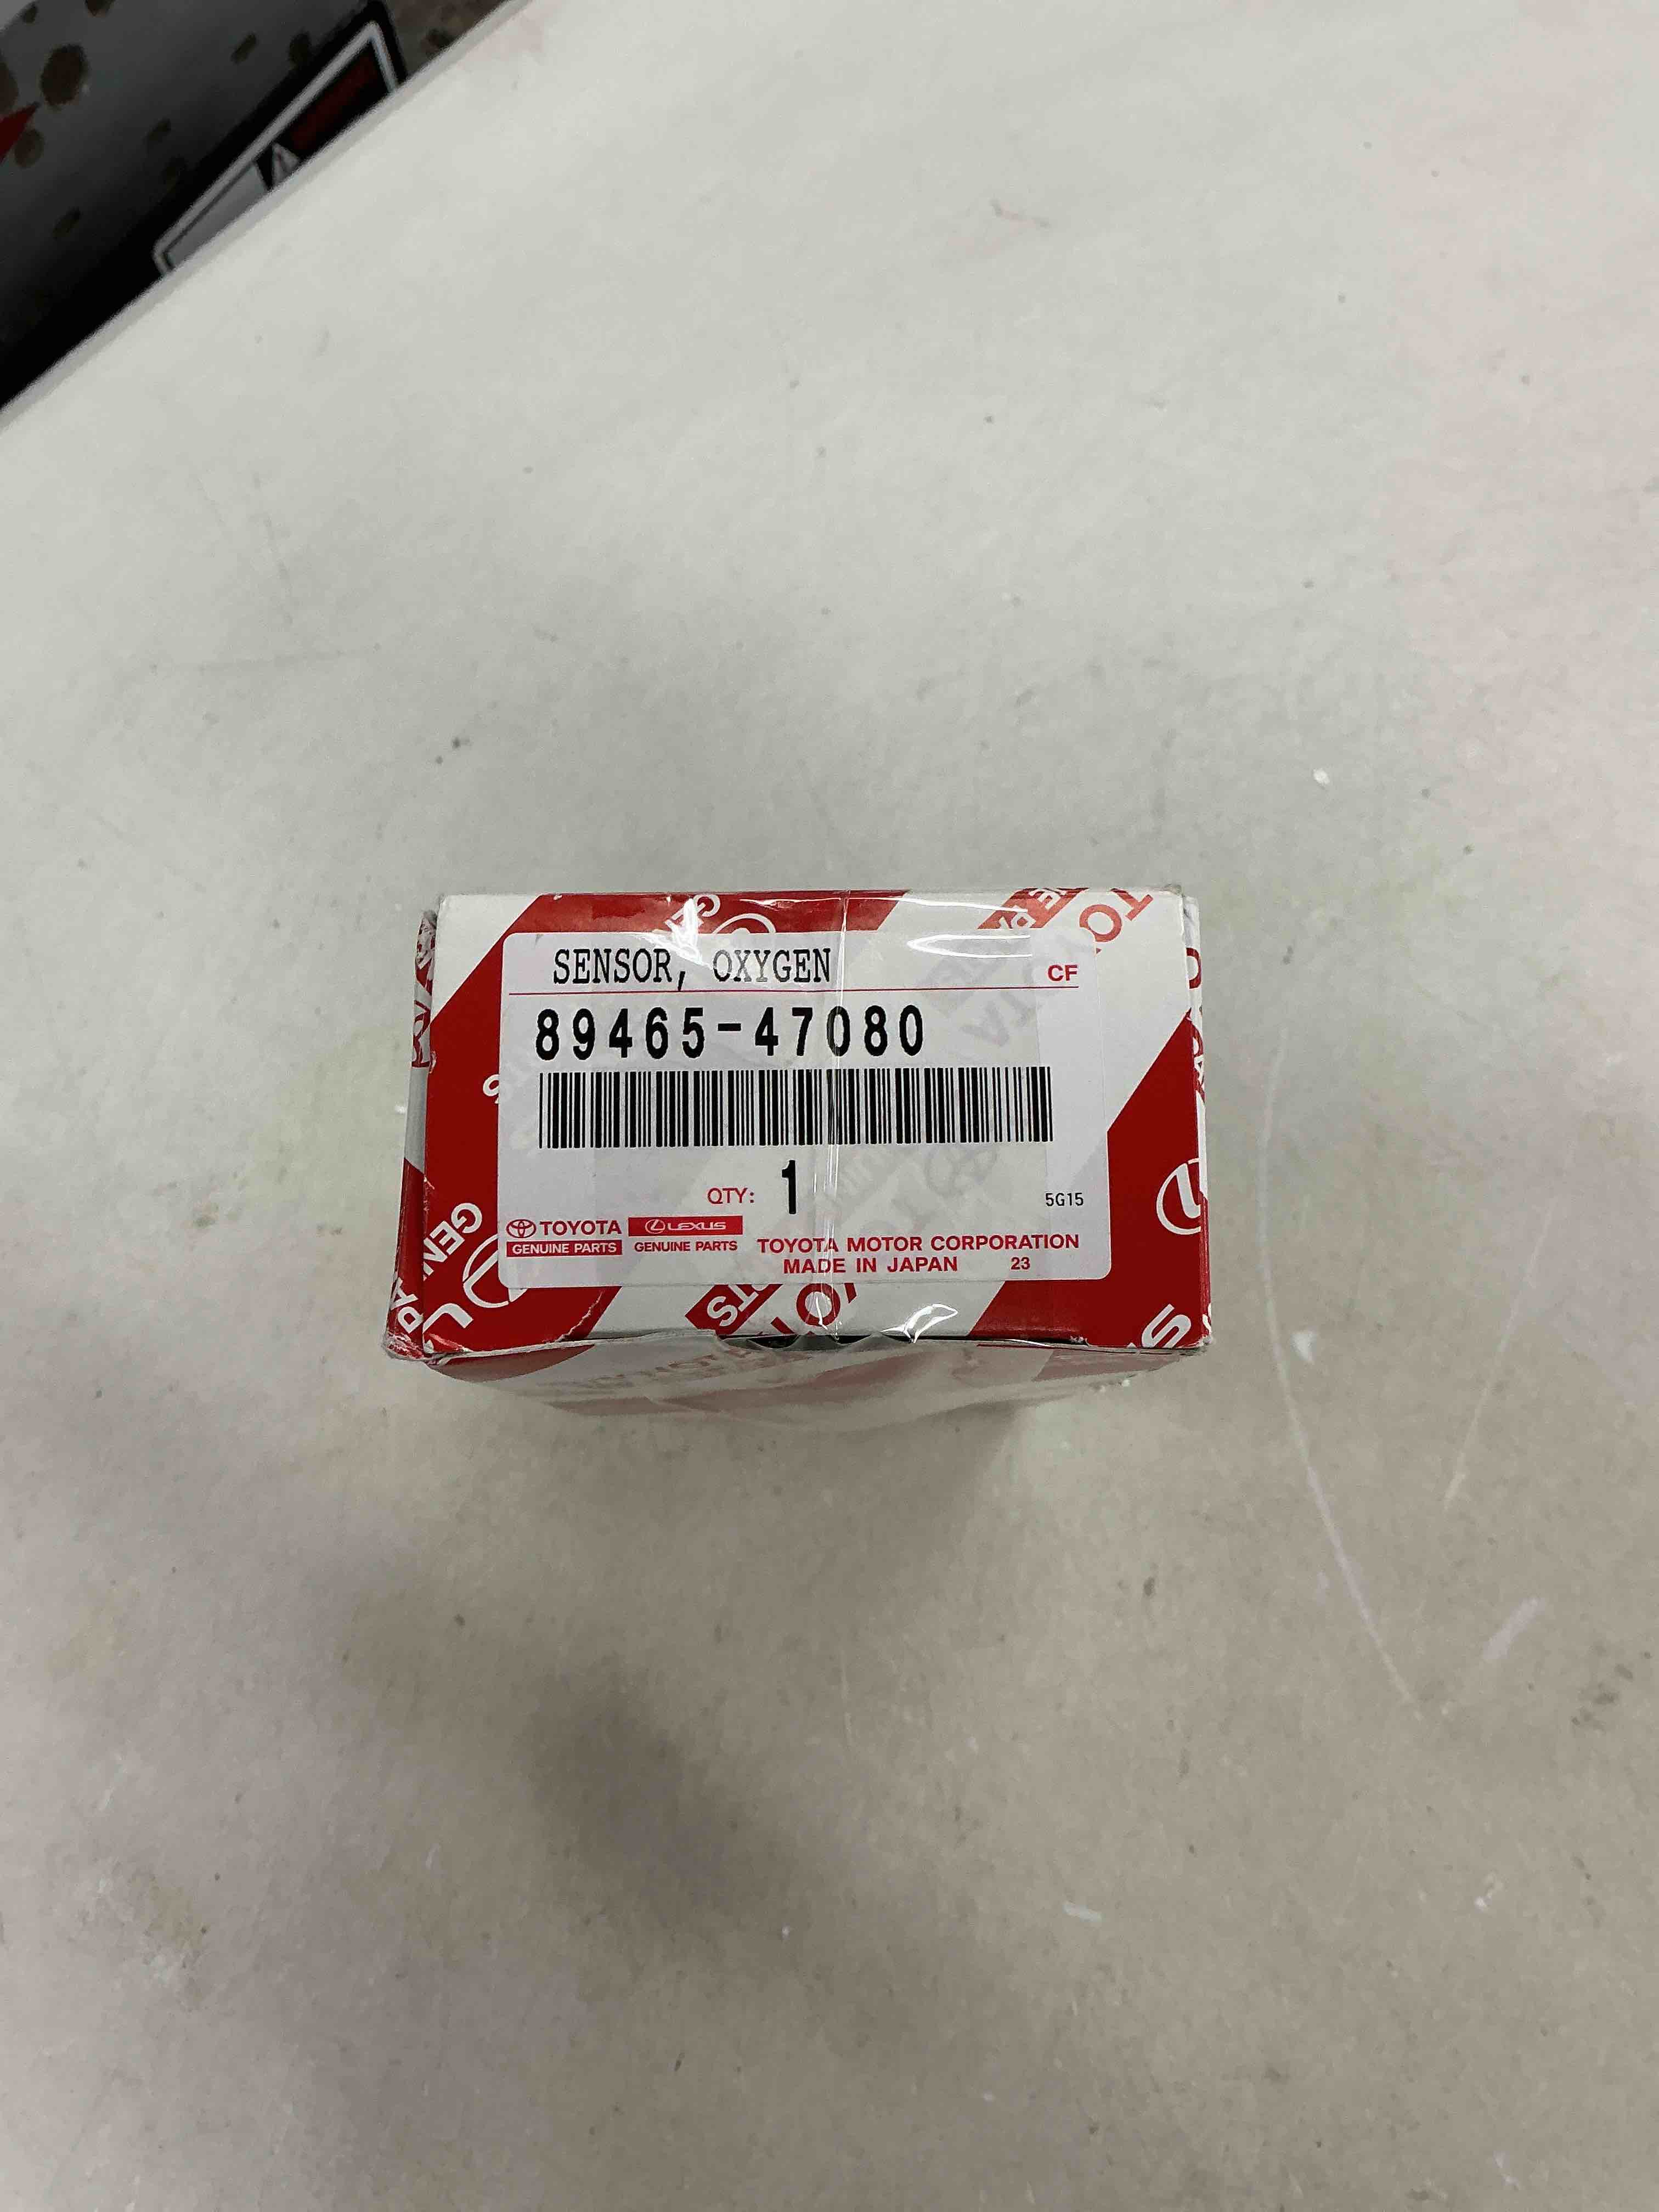 SENSOR, OXYGEN
CF
89465-47080
QTY: 1
5G15
TOYOTA
GENUINE PARTS
LEXUS
GENUINE PARTS
TOYOTA MOTOR CORPORATION
MADE IN JAPAN 23